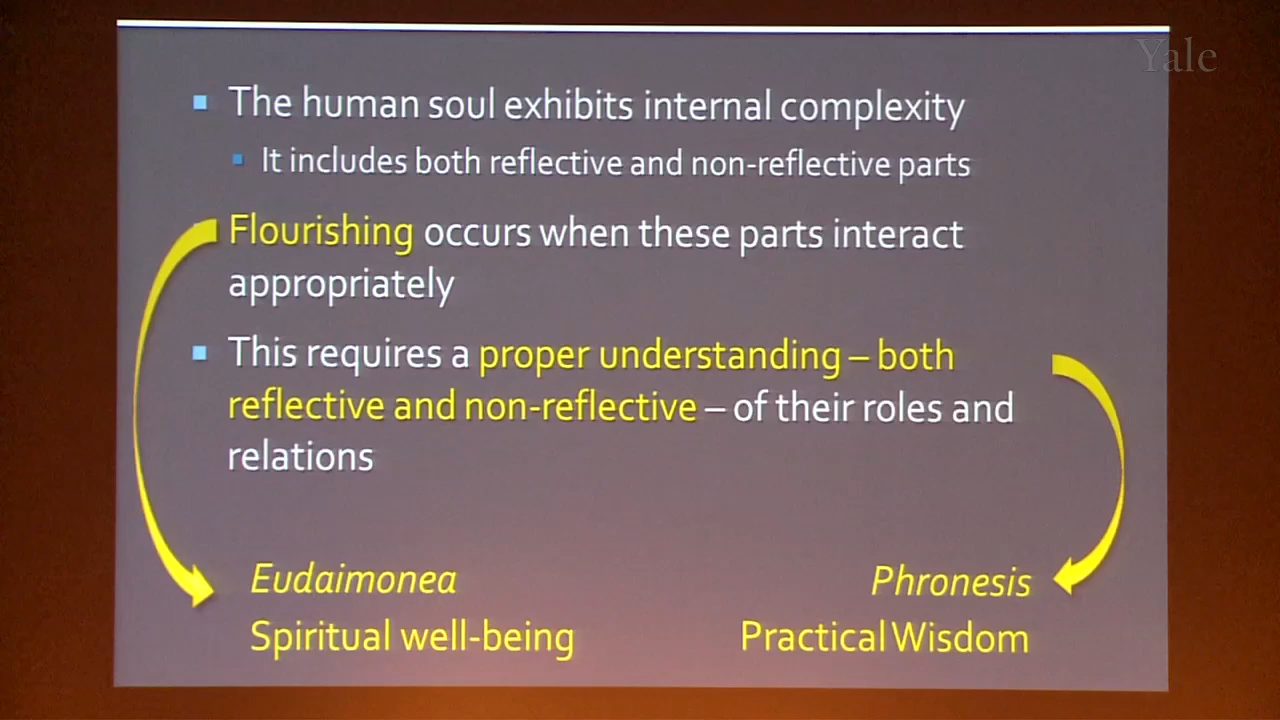 Yale
The human soul exhibits internal complexity
It includes both reflective and non-reflective parts
Flourishing occurs when these parts interact
appropriately
This requires a proper understanding – both
reflective and non-reflective – of their roles and
relations
Eudaimonea
Phronesis
Spiritual well-being
Practical Wisdom